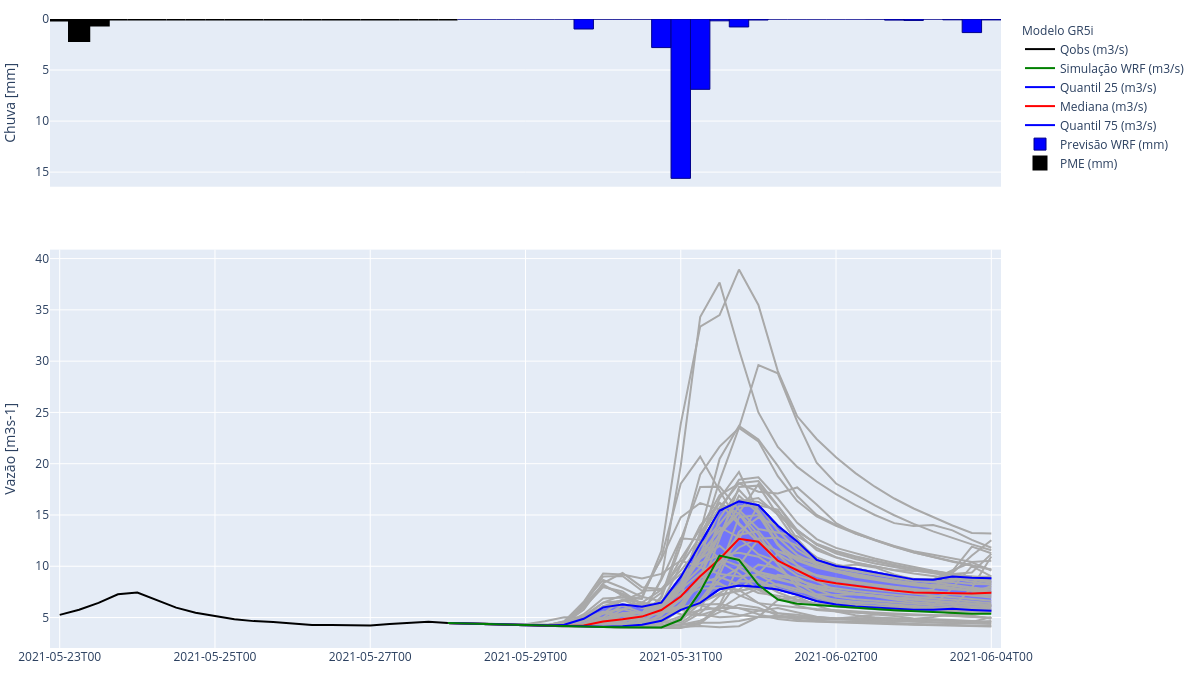 0
5
10
15
Chuva [mm]
Modelo GR5i
Qobs (m3/s)
Simulação WRF (m3/s)
Quantil 25 (m3/s)
Mediana (m3/s)
Quantil 75 (m3/s)
Previsão WRF (mm)
PME (mm)
40
35
30
25
20
15
10
5
Vazão [m3s-1]
2021-05-23T00
2021-05-25T00
2021-05-27T00
2021-05-29T00
2021-05-31T00
2021-06-02T00
2021-06-04T00